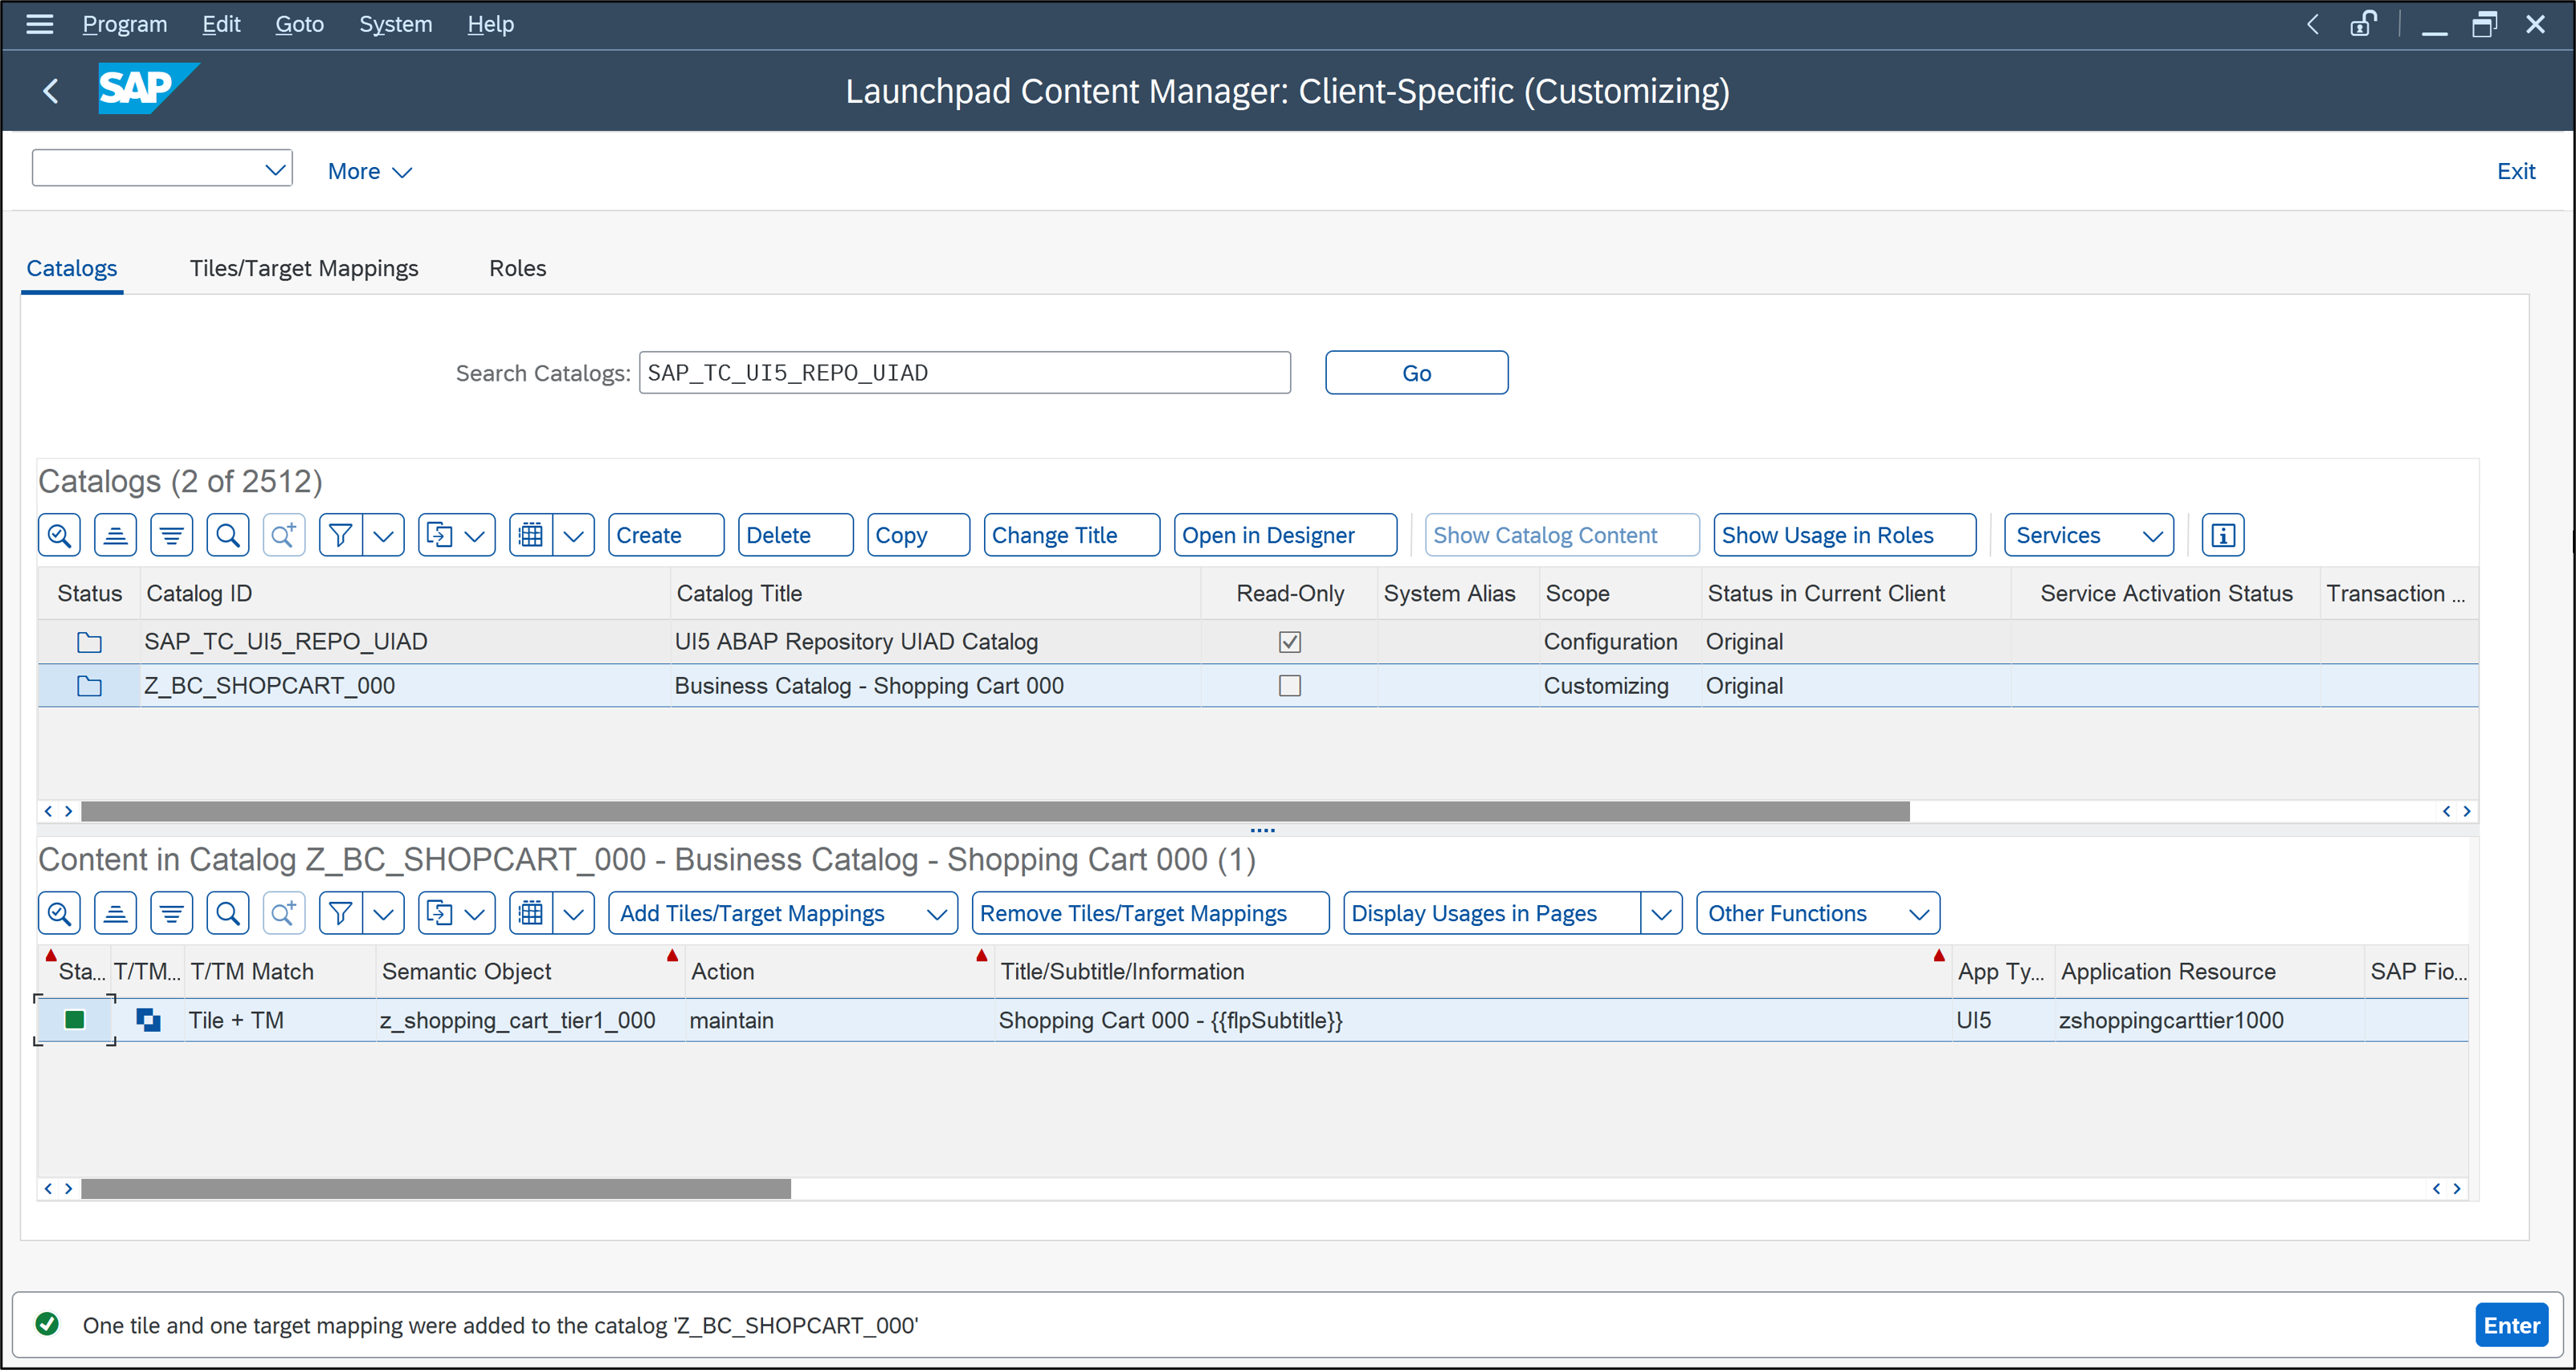 Program Edit Goto System Help
SAP Launchpad Content Manager: Client-Specific (Customizing)
More Exit
Catalogs Tiles/Target Mappings Roles
Search Catalogs: SAP_TC_UI5_REPO_UIAD Go
Catalogs (2 of 2512)
Create Delete Copy Change Title Open in Designer Show Catalog Content Show Usage in Roles Services
Status Catalog ID Catalog Title Read-Only System Alias Scope Status in Current Client Service Activation Status Transaction ...
SAP_TC_UI5_REPO_UIAD UI5 ABAP Repository UIAD Catalog Configuration Original
Z_BC_SHOPCART_000 Business Catalog - Shopping Cart 000 Customizing Original
Content in Catalog Z_BC_SHOPCART_000 - Business Catalog - Shopping Cart 000 (1)
Add Tiles/Target Mappings Remove Tiles/Target Mappings Display Usages in Pages Other Functions
Sta... T/TM... T/TM Match Semantic Object Action Title/Subtitle/Information App Ty... Application Resource SAP Fio...
Tile + TM z_shopping_cart_tier1_000 maintain Shopping Cart 000 - {{flpSubtitle}} UI5 zshoppingcarttier1000
One tile and one target mapping were added to the catalog 'Z_BC_SHOPCART_000' Enter